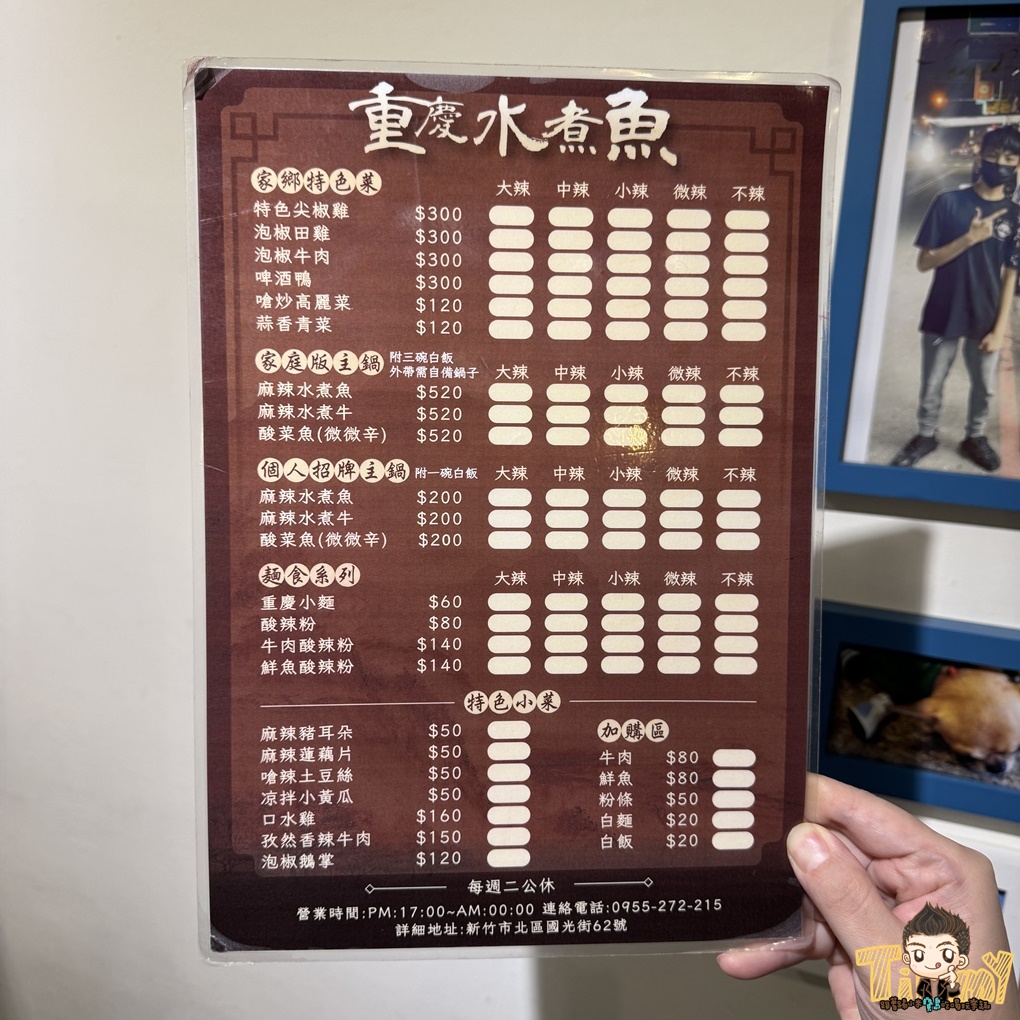 重慶水煮魚
家鄉特色菜 大辣 中辣 小辣 微辣 不辣
特色尖椒雞 $300
泡椒田雞 $300
泡椒牛肉 $300
啤酒鴨 $300
嗆炒高麗菜 $120
蒜香青菜 $120
家庭版主鍋 附三碗白飯
外帶需自備鍋子 大辣 中辣 小辣 微辣 不辣
麻辣水煮魚 $520
麻辣水煮牛 $520
酸菜魚(微微辛) $520
個人招牌主鍋 附一碗白飯 大辣 中辣 小辣 微辣 不辣
麻辣水煮魚 $200
麻辣水煮牛 $200
酸菜魚(微微辛) $200
麵食系列 大辣 中辣 小辣 微辣 不辣
重慶小麵 $60
酸辣粉 $80
牛肉酸辣粉 $140
鮮魚酸辣粉 $140
特色小菜
麻辣豬耳朵 $50
麻辣蓮藕片 $50
嗆辣土豆絲 $50
凉拌小黃瓜 $50
口水雞 $160
孜然香辣牛肉 $150
泡椒鵝掌 $120
加購區
牛肉 $80
鮮魚 $80
粉條 $50
白麵 $20
白飯 $20
每週二公休
營業時間:PM:17:00~AM:00:00 連絡電話:0955-272-215
詳細地址:新竹市北區國光街62號